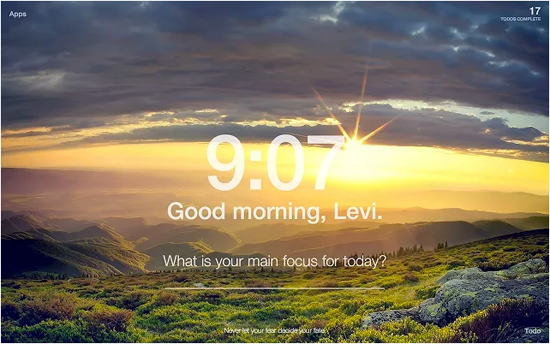 Apps
17
TODOS COMPLETE
9:07
Good morning, Levi.
What is your main focus for today?
Never let your fear decide your fate.
Todo